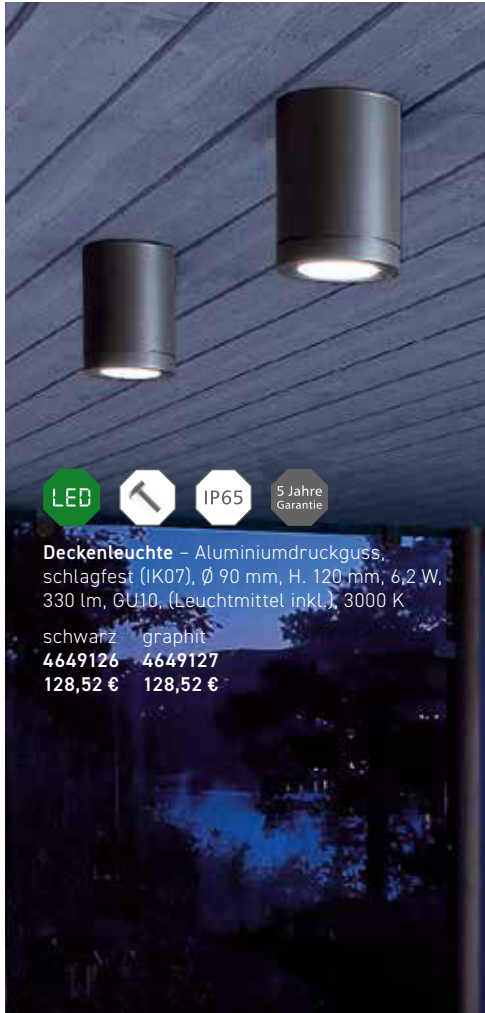 LED
IP65
5 Jahre
Garantie
Deckenleuchte – Aluminiumdruckguss,
schlagfest (IK07), Ø 90 mm, H. 120 mm, 6,2 W,
330 lm, GU10, (Leuchtmittel inkl.), 3000 K
schwarz graphit
4649126 4649127
128,52 € 128,52 €